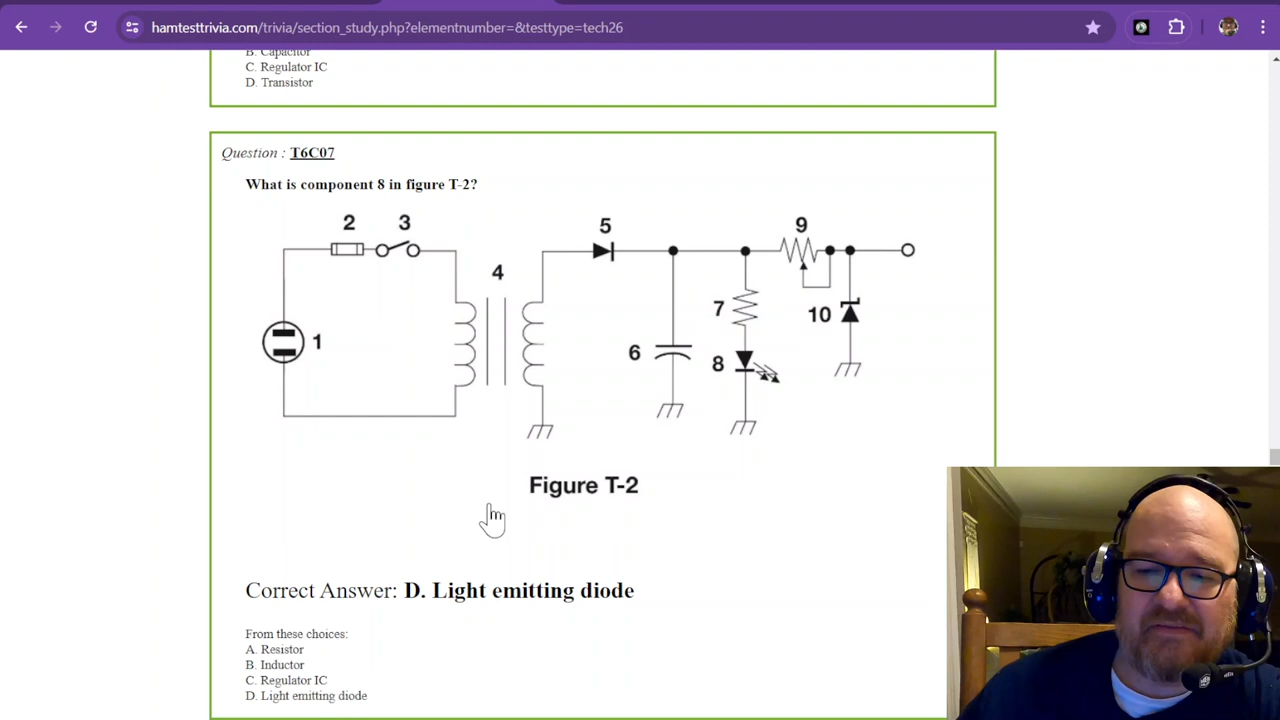 hamtesttrivia.com/trivia/section_study.php?elementnumber=&testtype=tech26
B. Capacitor
C. Regulator IC
D. Transistor
Question : T6C07
What is component 8 in figure T-2?
2 3 5 9
4
7 10
1
6 8
Figure T-2
Correct Answer: D. Light emitting diode
From these choices:
A. Resistor
B. Inductor
C. Regulator IC
D. Light emitting diode